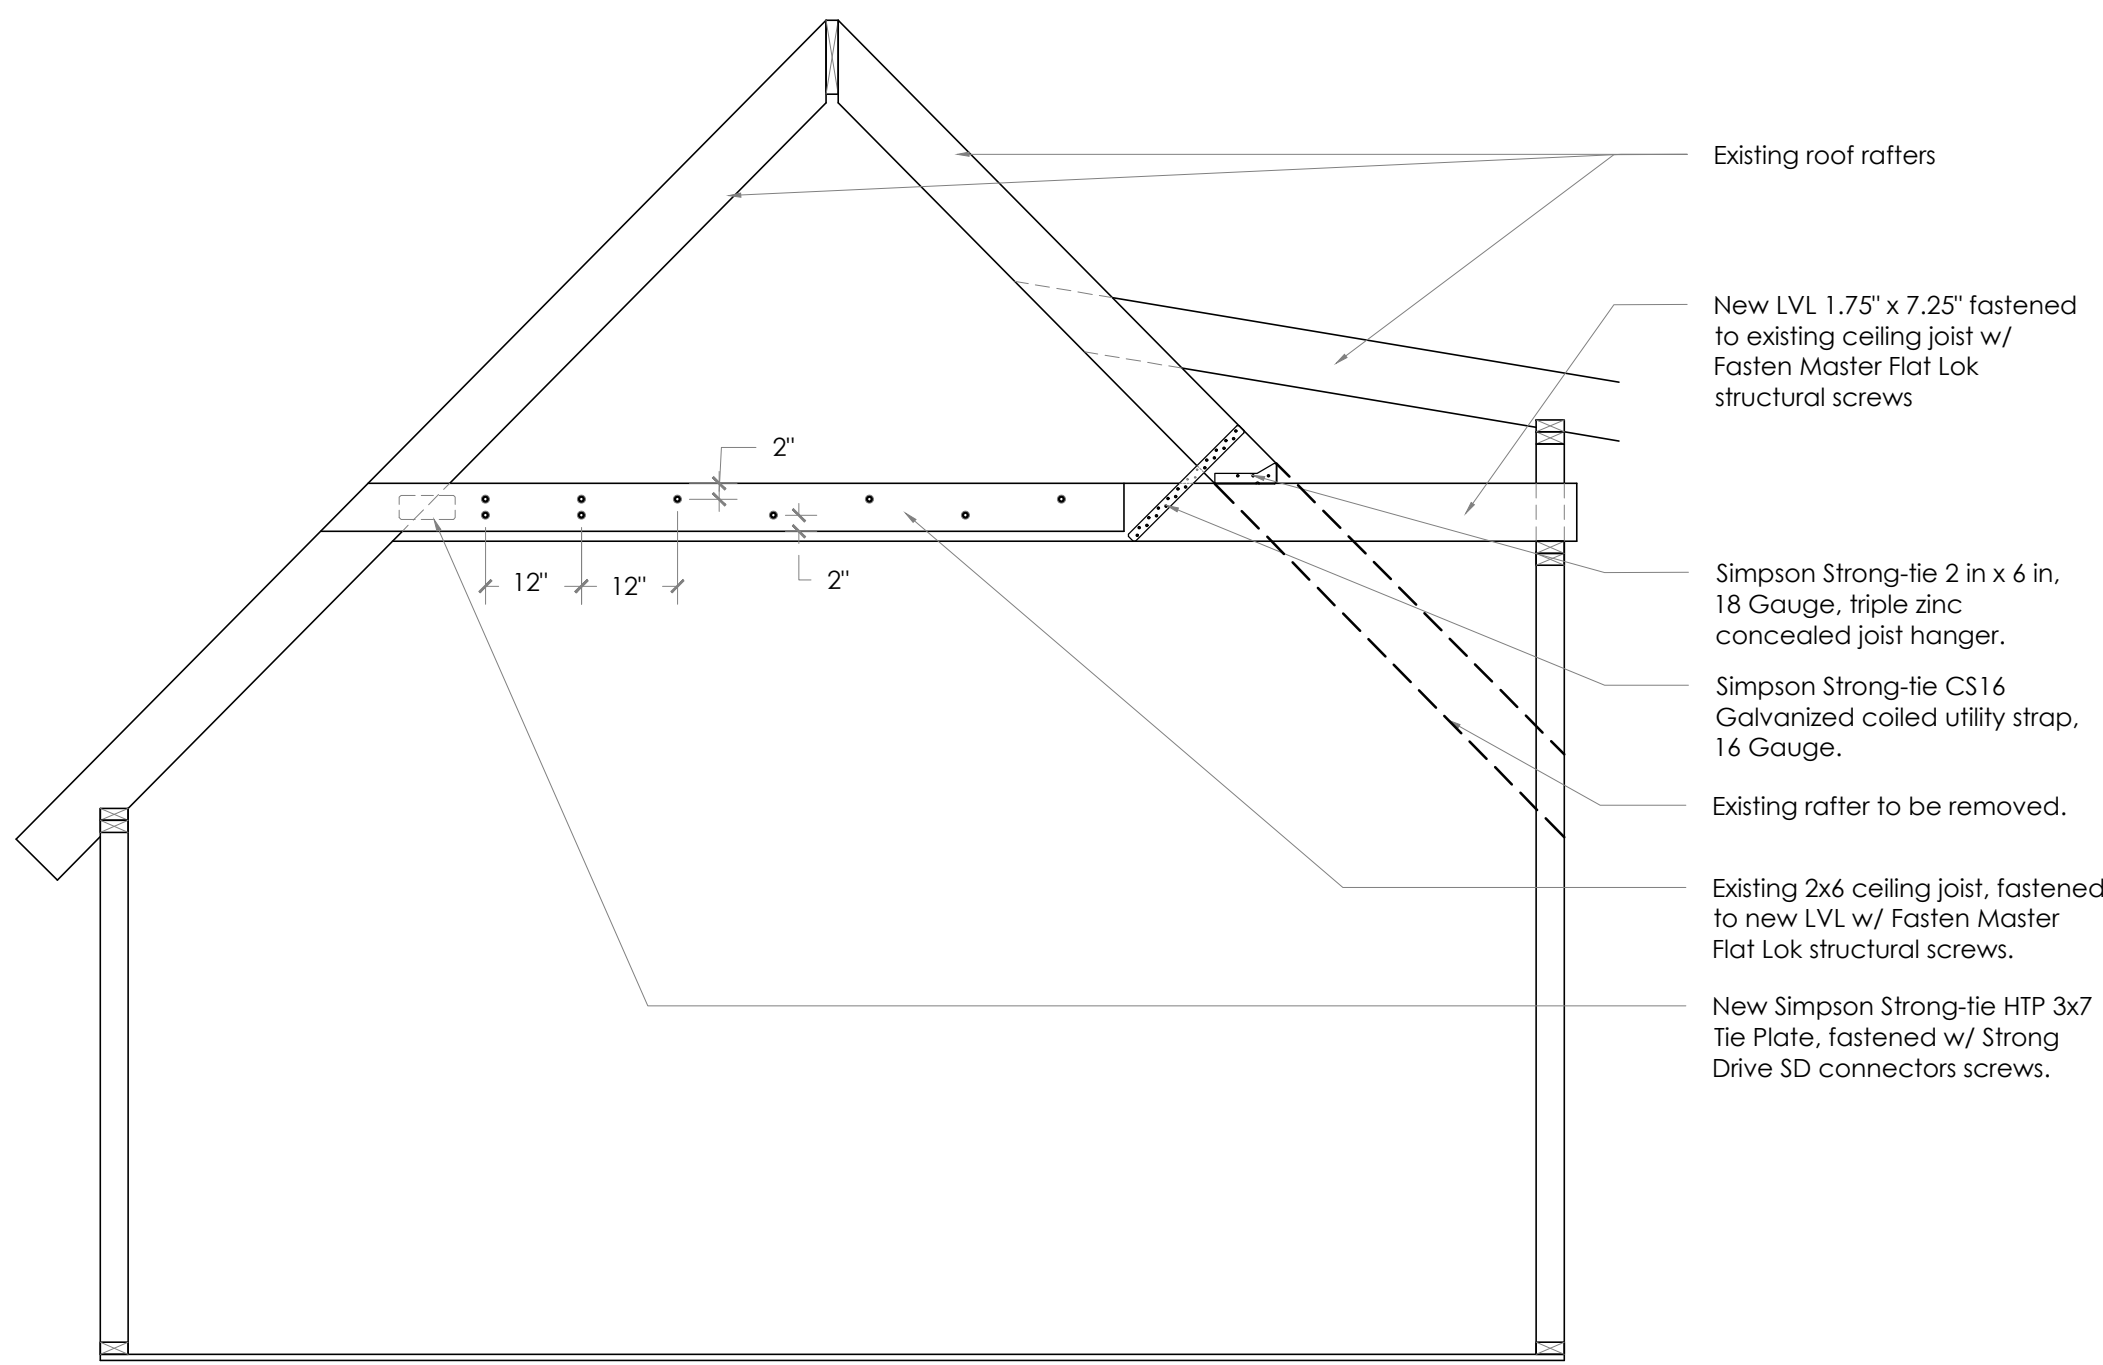 Existing roof rafters
New LVL 1.75" x 7.25" fastened
to existing ceiling joist w/
Fasten Master Flat Lok
structural screws
2"
12"
12"
2"
Simpson Strong-tie 2 in x 6 in,
18 Gauge, triple zinc
concealed joist hanger.
Simpson Strong-tie CS16
Galvanized coiled utility strap,
16 Gauge.
Existing rafter to be removed.
Existing 2x6 ceiling joist, fastened
to new LVL w/ Fasten Master
Flat Lok structural screws.
New Simpson Strong-tie HTP 3x7
Tie Plate, fastened w/ Strong
Drive SD connectors screws.